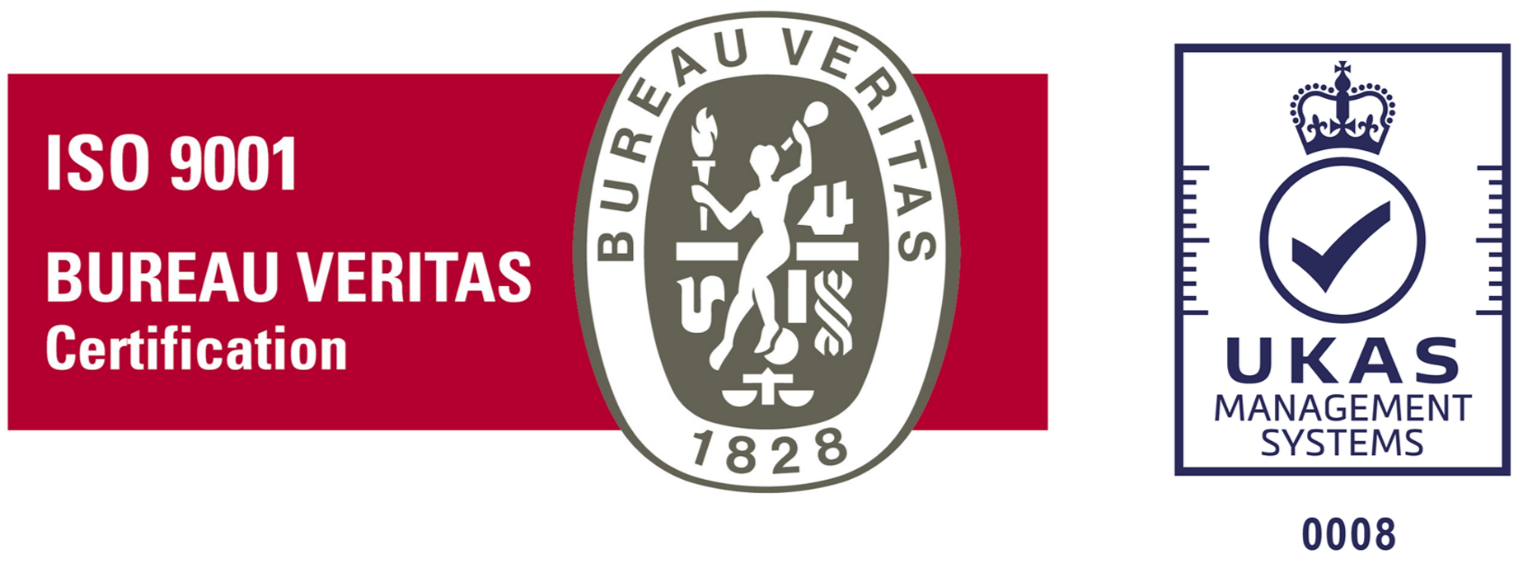 ISO 9001
BUREAU VERITAS
Certification
BUREAU VERITAS
1828
UKAS
MANAGEMENT
SYSTEMS
0008